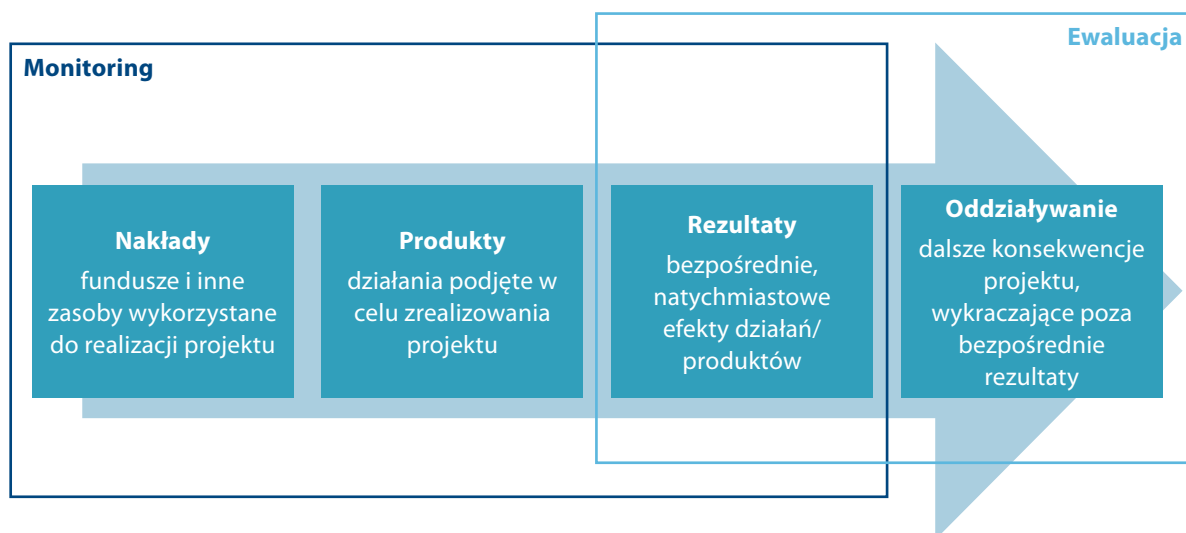 Ewaluacja
Monitoring
Nakłady
fundusze i inne
zasoby wykorzystane
do realizacji projektu
Produkty
działania podjęte w
celu zrealizowania
projektu
Rezultaty
bezpośrednie,
natychmiastowe
efekty działań/
produktów
Oddziaływanie
dalsze konsekwencje
projektu,
wykraczające poza
bezpośrednie
rezultaty